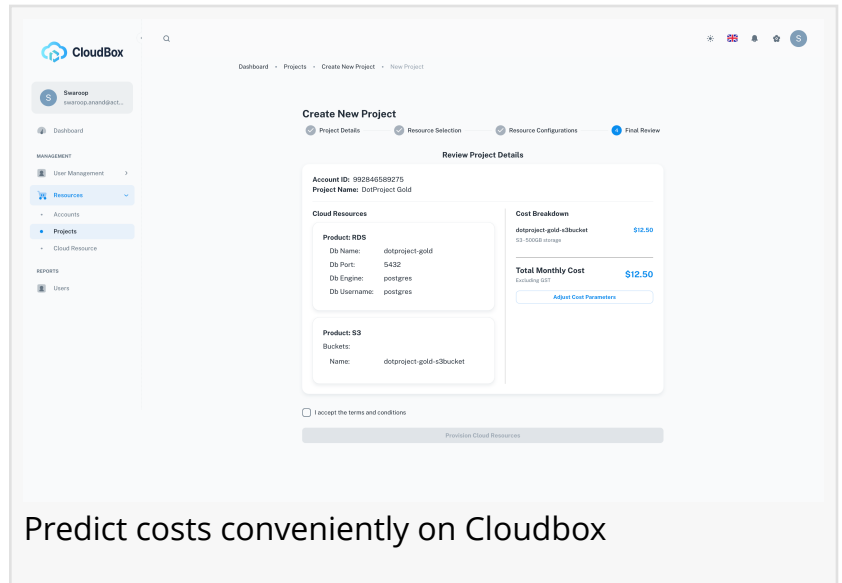 CloudBox
S
Dashboard • Projects • Create New Project • New Project
S
Swaroop
swaroop.anand@act...
Dashboard
MANAGEMENT
User Management
Resources
Accounts
Projects
Cloud Resource
REPORTS
Users
Create New Project
Project Details
Resource Selection
Resource Configurations
4 Final Review
Review Project Details
Account ID: 992846589275
Project Name: DotProject Gold
Cloud Resources
Product: RDS
Db Name: dotproject-gold
Db Port: 5432
Db Engine: postgres
Db Username: postgres
Product: S3
Buckets:
Name: dotproject-gold-s3bucket
Cost Breakdown
dotproject-gold-s3bucket $12.50
S3 - 500GB storage
Total Monthly Cost $12.50
Excluding GST
Adjust Cost Parameters
I accept the terms and conditions
Provision Cloud Resources
Predict costs conveniently on Cloudbox